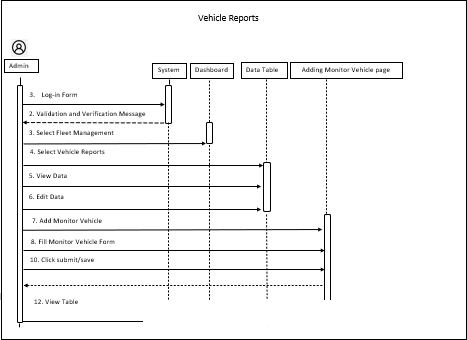 Vehicle Reports
Admin
System
Dashboard
Data Table
Adding Monitor Vehicle page
3. Log-in Form
2. Validation and Verification Message
3. Select Fleet Management
4. Select Vehicle Reports
5. View Data
6. Edit Data
7. Add Monitor Vehicle
8. Fill Monitor Vehicle Form
10. Click submit/save
12. View Table